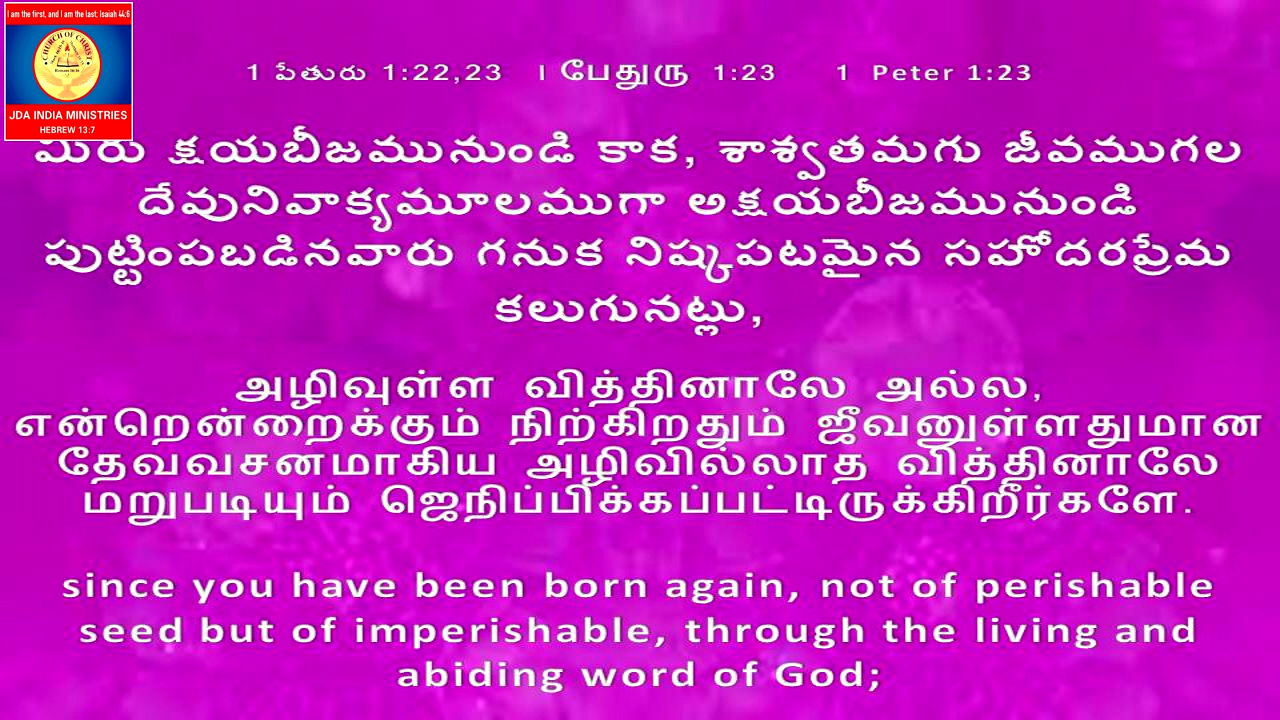 I am the first, and I am the last; Isaiah 44:6
CHURCH OF CHRIST
JDA INDIA MINISTRIES
HEBREW 13:7
1 పేతురు 1:22,23 I பேதுரு 1:23 1 Peter 1:23
మీరు క్షయబీజమునుండి కాక, శాశ్వతమగు జీవముగల
దేవునివాక్యమూలముగా అక్షయబీజమునుండి
పుట్టింపబడినవారు గనుక నిష్కపటమైన సహోదరప్రేమ
కలుగునట్లు,
அழிவுள்ள வித்தினாலே அல்ல,
என்றென்றைக்கும் நிற்கிறதும் ஜீவனுள்ளதுமான
தேவவசனமாகிய அழிவில்லாத வித்தினாலே
மறுபடியும் ஜெநிப்பிக்கப்பட்டிருக்கிறீர்களே.
since you have been born again, not of perishable
seed but of imperishable, through the living and
abiding word of God;